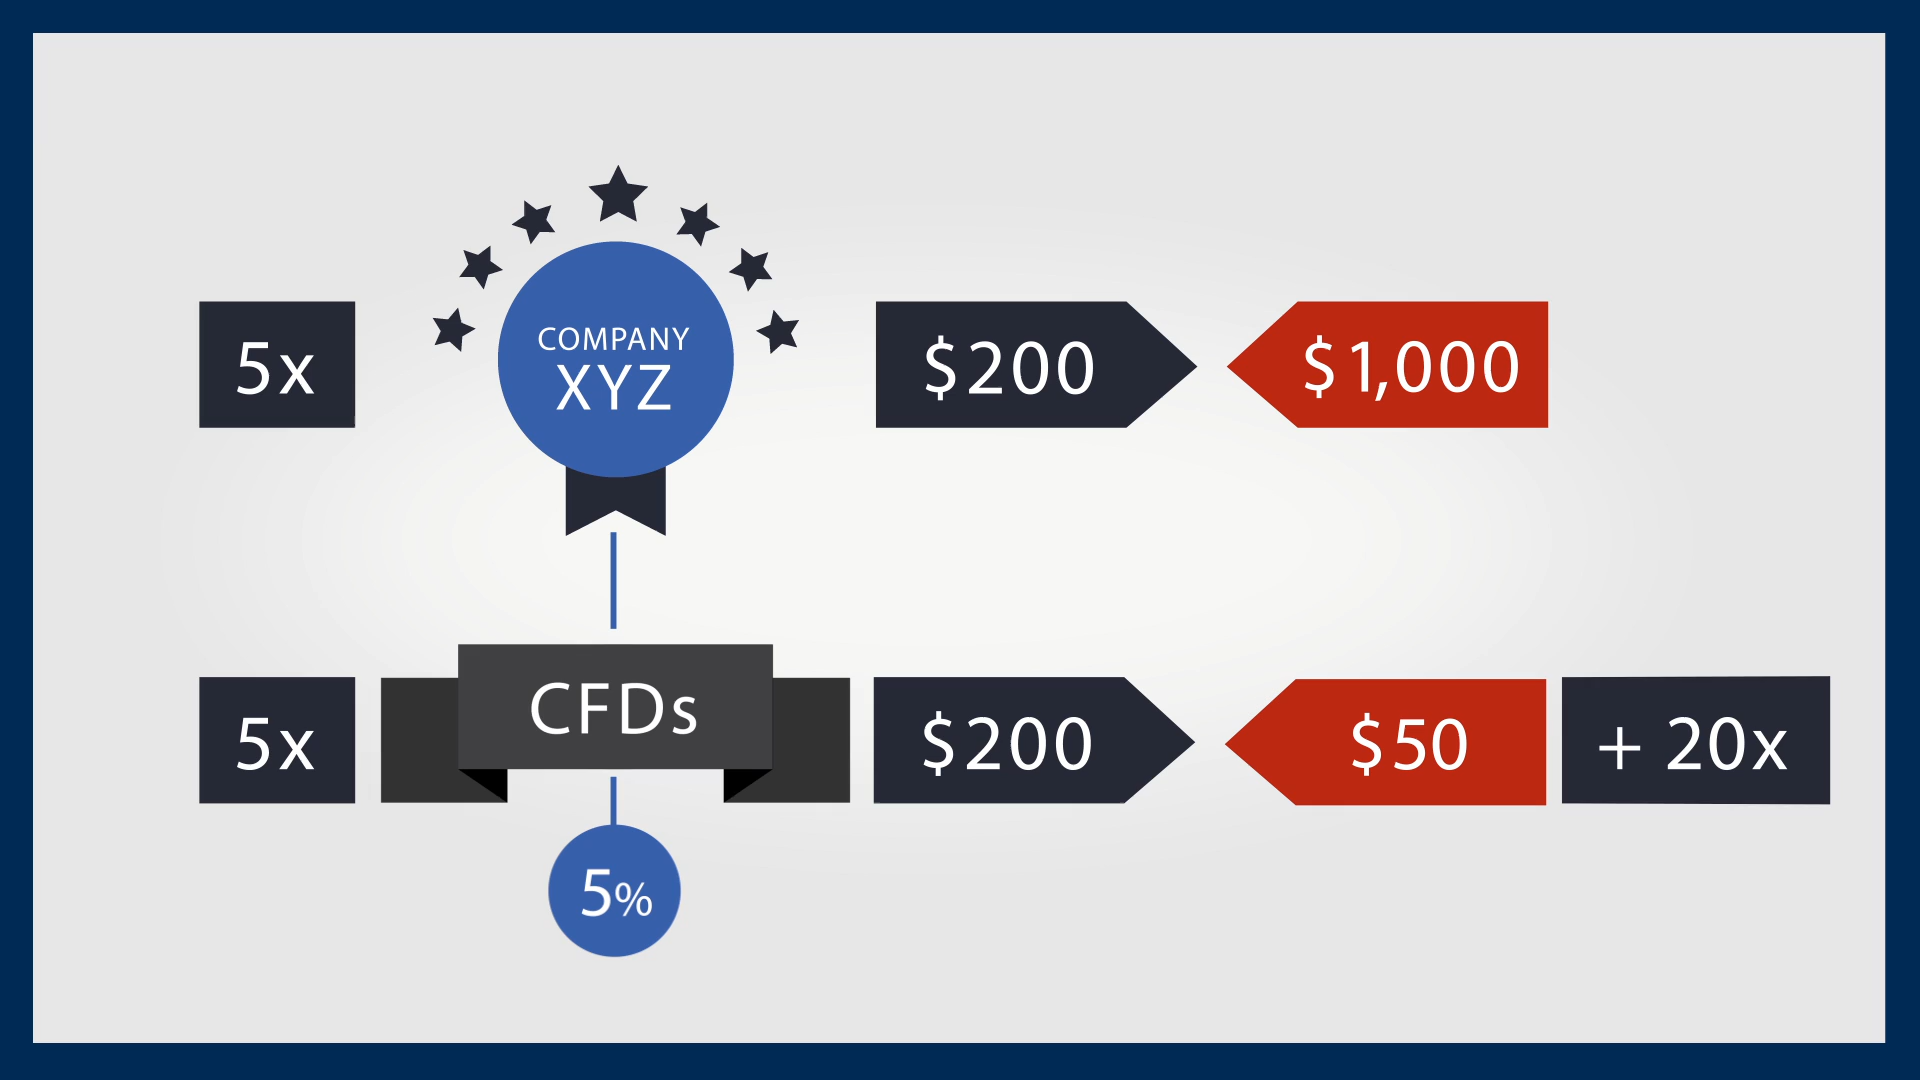 5x
COMPANY
XYZ
$200
$1,000
5x
CFDs
$200
$50
+ 20x
5%